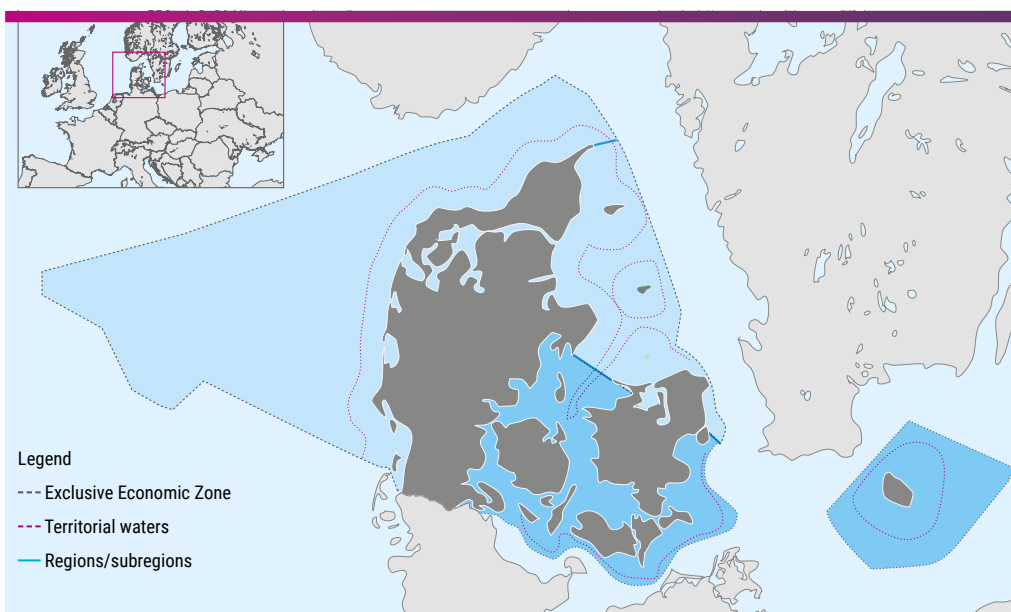 Legend
Exclusive Economic Zone
Territorial waters
Regions/subregions